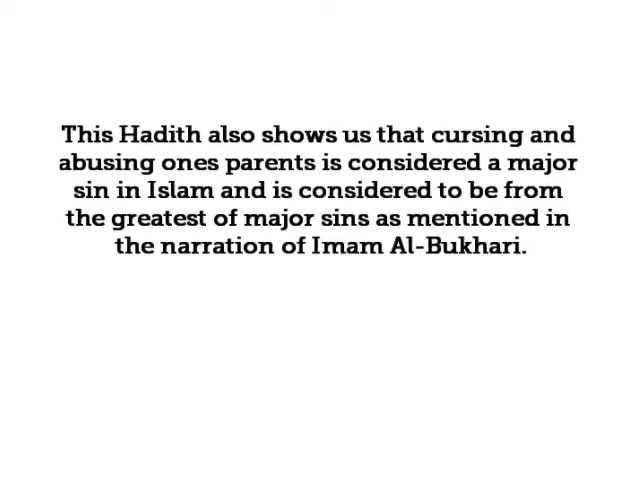 This Hadith also shows us that cursing and
abusing ones parents is considered a major
sin in Islam and is considered to be from
the greatest of major sins as mentioned in
the narration of Imam Al-Bukhari.